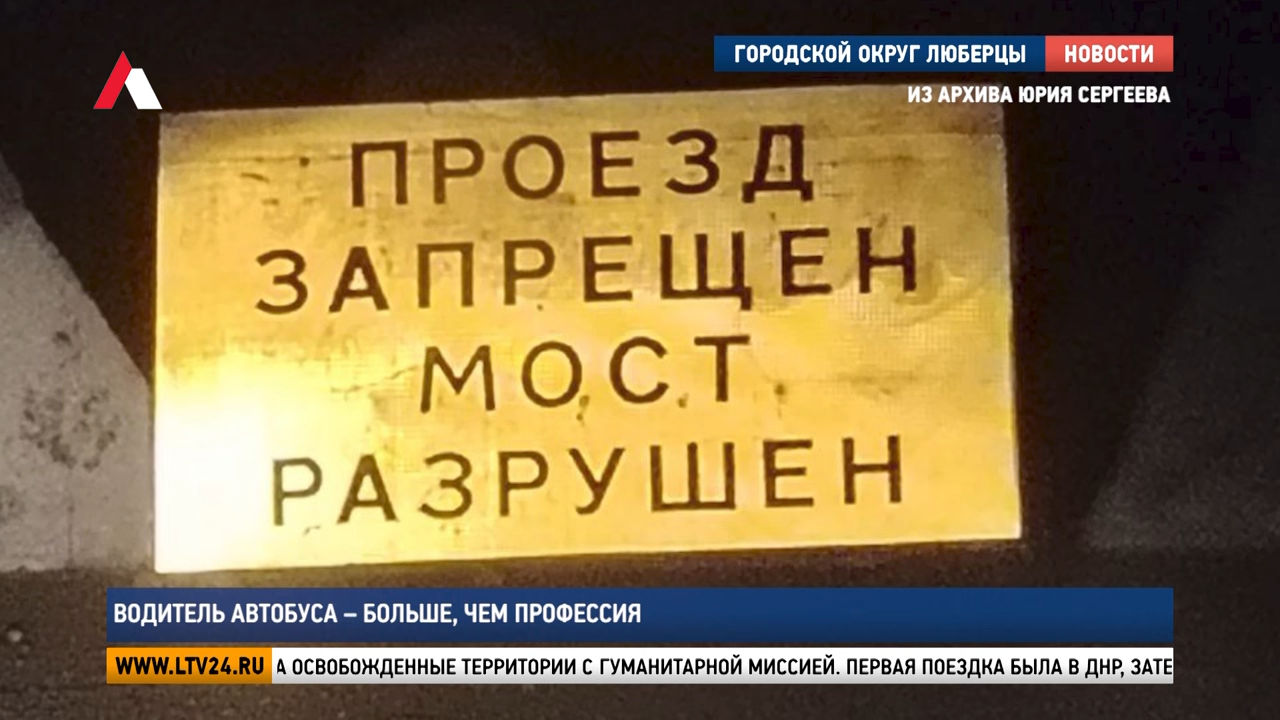 ГОРОДСКОЙ ОКРУГ ЛЮБЕРЦЫ НОВОСТИ
ИЗ АРХИВА ЮРИЯ СЕРГЕЕВА
ПРОЕЗД
ЗАПРЕЩЕН
МОСТ
РАЗРУШЕН
ВОДИТЕЛЬ АВТОБУСА – БОЛЬШЕ, ЧЕМ ПРОФЕССИЯ
WWW.LTV24.RU А ОСВОБОЖДЕННЫЕ ТЕРРИТОРИИ С ГУМАНИТАРНОЙ МИССИЕЙ. ПЕРВАЯ ПОЕЗДКА БЫЛА В ДНР, ЗАТЕ